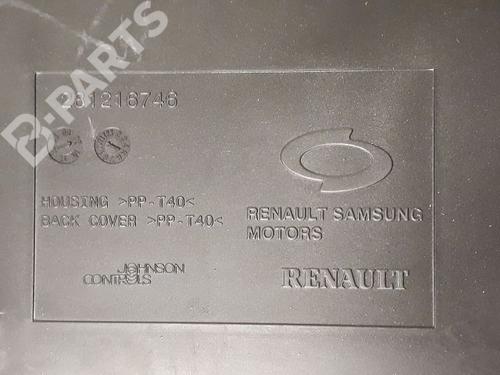 B-PARTS
281216746
HOUSING >PP-T40<
BACK COVER >PP-T40<
RENAULT SAMSUNG
MOTORS
JOHNSON
CONTROLS
RENAULT